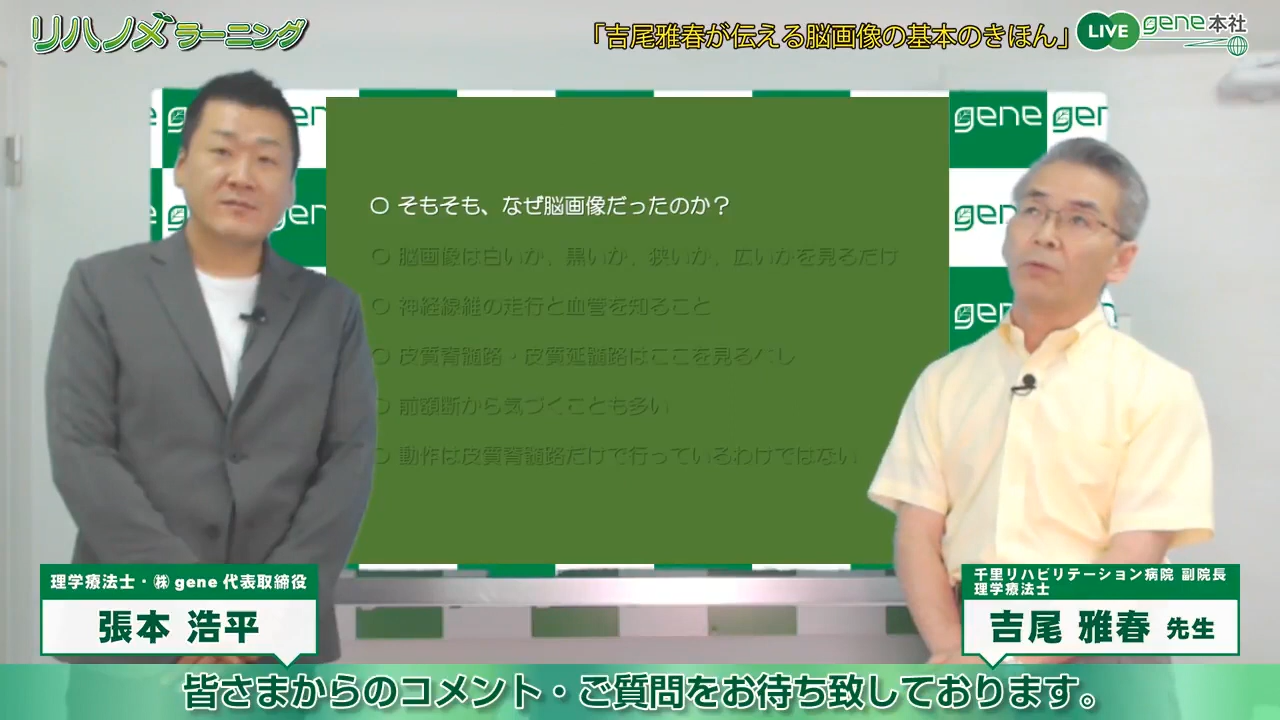 リハノメラーニング
「吉尾雅春が伝える脳画像の基本のきほん」
LIVE gene本社
gene gene
gene
gene
○ そもそも、なぜ脳画像だったのか？
○ 脳画像は白いか、黒いか、狭いか、広いかを見るだけ
○ 神経線維の走行と血管を知ること
○ 皮質脊髄路・皮質延髄路はここを見るべし
○ 前額断から気づくことも多い
○ 動作は皮質脊髄路だけで行っているわけではない
理学療法士・㈱gene代表取締役
張本 浩平
千里リハビリテーション病院 副院長
理学療法士
吉尾 雅春 先生
皆さまからのコメント・ご質問をお待ち致しております。